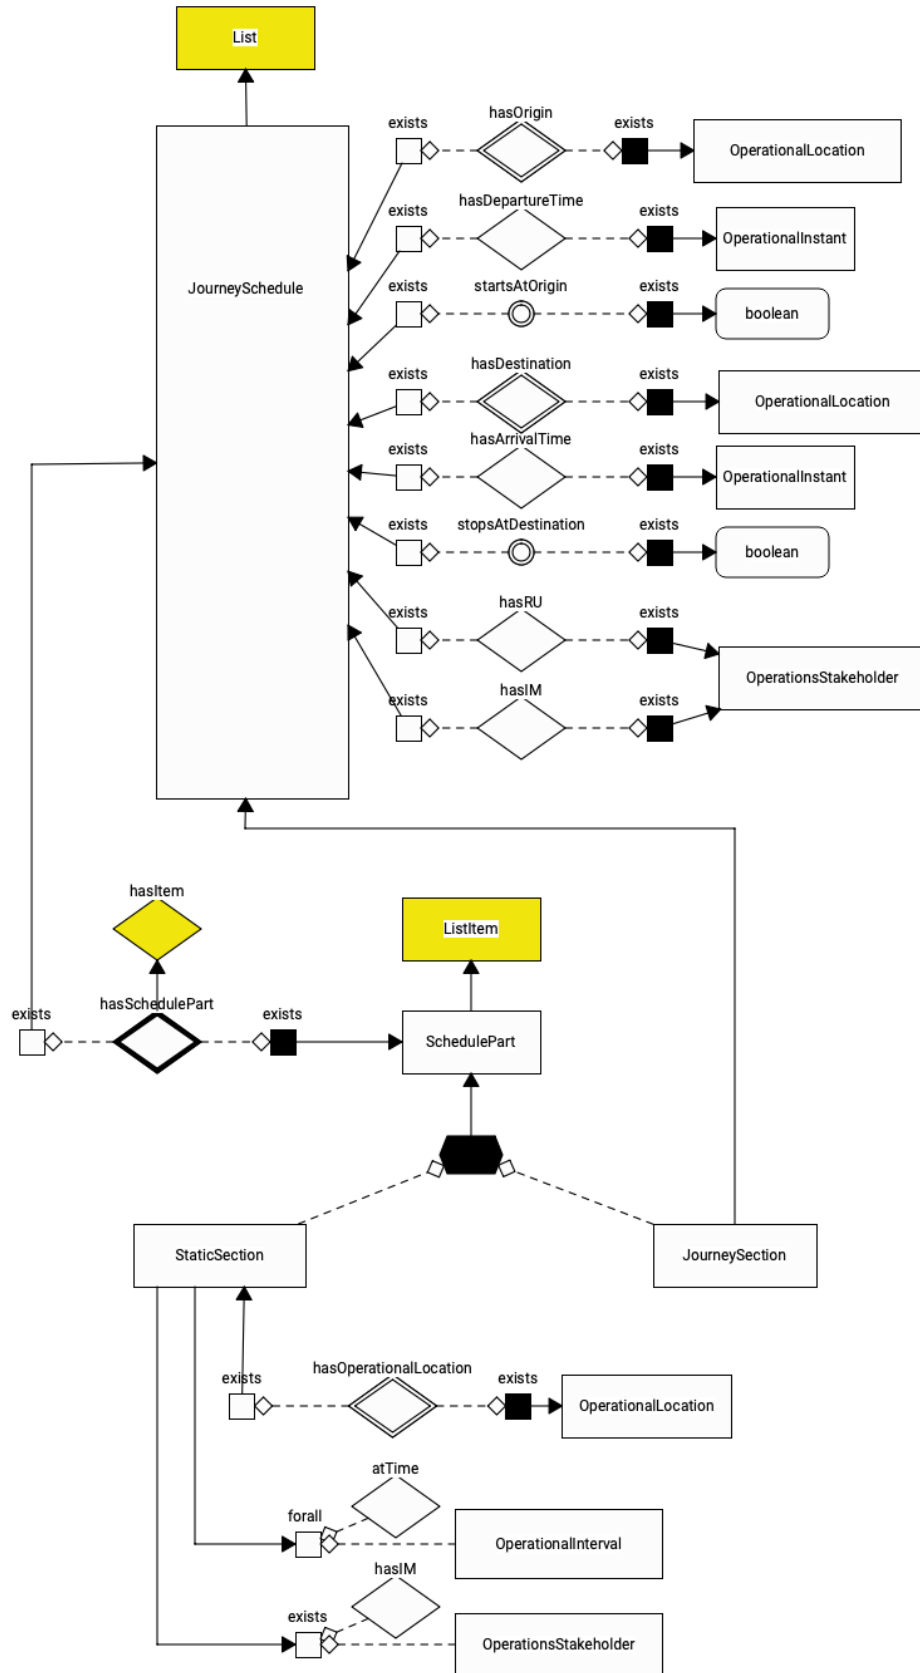 List
hasOrigin
exists
exists
OperationalLocation
hasDepartureTime
exists
exists
OperationalInstant
JourneySchedule
startsAtOrigin
exists
exists
boolean
hasDestination
exists
exists
OperationalLocation
hasArrivalTime
exists
exists
OperationalInstant
stopsAtDestination
exists
exists
boolean
hasRU
exists
exists
OperationsStakeholder
hasIM
exists
exists
hasItem
ListItem
hasSchedulePart
exists
exists
SchedulePart
StaticSection
JourneySection
hasOperationalLocation
exists
exists
OperationalLocation
atTime
forall
OperationalInterval
hasIM
exists
OperationsStakeholder